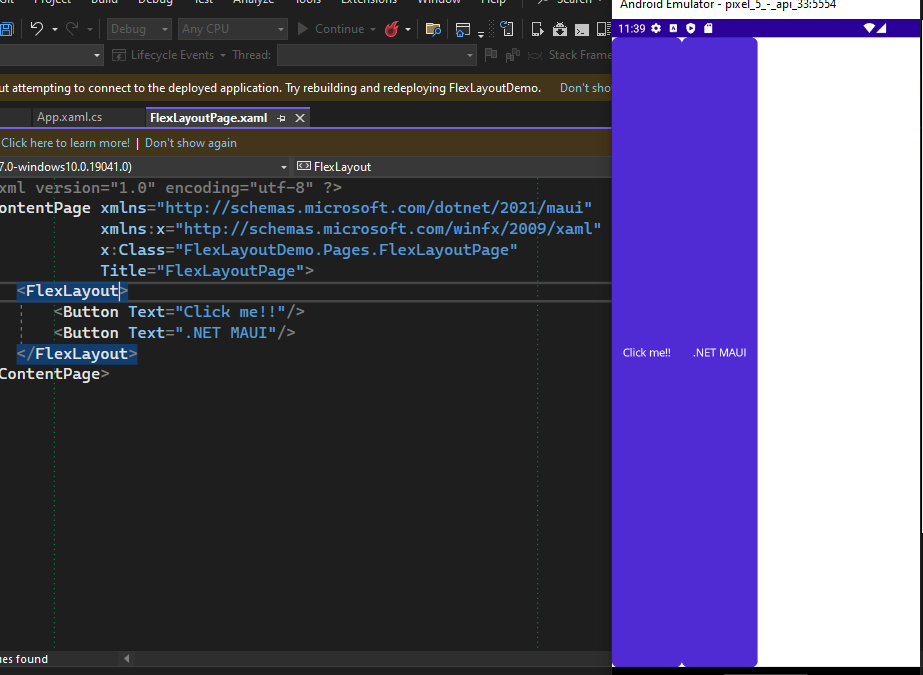 Project Build Debug Test Analyze Tools Extensions Window Help Search
Debug Any CPU Continue
Lifecycle Events Thread: Stack Frame
ut attempting to connect to the deployed application. Try rebuilding and redeploying FlexLayoutDemo. Don't sho
App.xaml.cs FlexLayoutPage.xaml
Click here to learn more! | Don't show again
7.0-windows10.0.19041.0) FlexLayout
xml version="1.0" encoding="utf-8" ?>
ontentPage xmlns="http://schemas.microsoft.com/dotnet/2021/maui"
xmlns:x="http://schemas.microsoft.com/winfx/2009/xaml"
x:Class="FlexLayoutDemo.Pages.FlexLayoutPage"
Title="FlexLayoutPage">
<FlexLayout>
<Button Text="Click me!!"/>
<Button Text=".NET MAUI"/>
</FlexLayout>
ContentPage>
ues found
Android Emulator - pixel_5_-_api_33:5554
11:39
Click me!! .NET MAUI